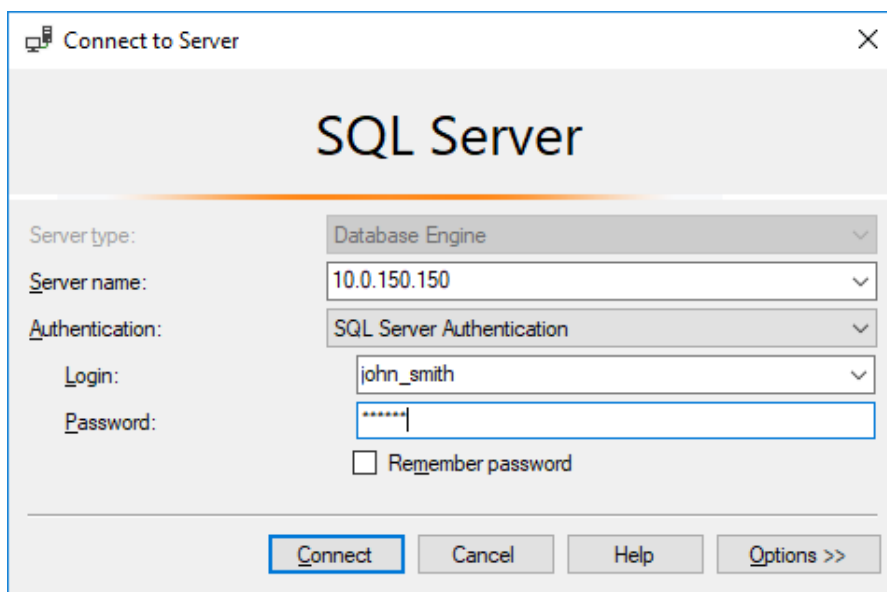 Connect to Server
SQL Server
Server type: Database Engine
Server name: 10.0.150.150
Authentication: SQL Server Authentication
Login: john_smith
Password: ******
Remember password
Connect Cancel Help Options >>